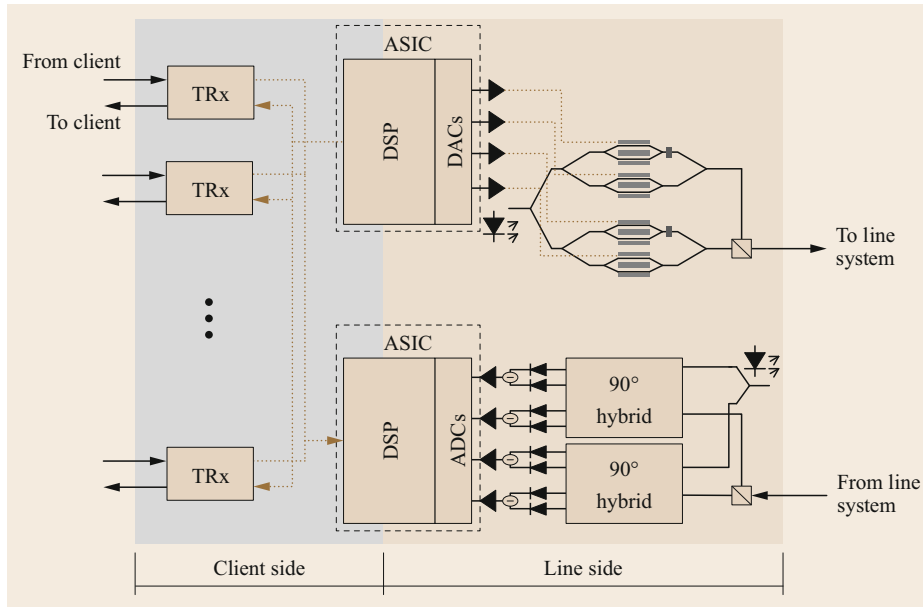 ASIC
From client
TRx
To client
DSP
DACs
TRx
To line
system
ASIC
DSP
ADCs
90°
hybrid
90°
hybrid
TRx
From line
system
Client side
Line side